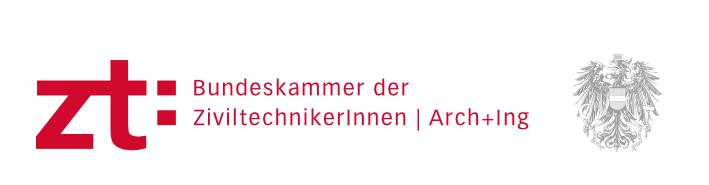 zt:
Bundeskammer der
ZiviltechnikerInnen | Arch+Ing